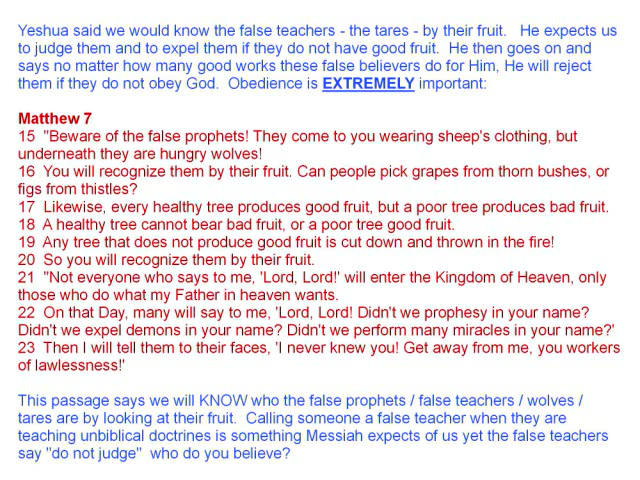 Yeshua said we would know the false teachers - the tares - by their fruit.   He expects us
to judge them and to expel them if they do not have good fruit.  He then goes on and
says no matter how many good works these false believers do for Him, He will reject
them if they do not obey God.  Obedience is EXTREMELY important:
Matthew 7
15  "Beware of the false prophets! They come to you wearing sheep's clothing, but
underneath they are hungry wolves!
16  You will recognize them by their fruit. Can people pick grapes from thorn bushes, or
figs from thistles?
17  Likewise, every healthy tree produces good fruit, but a poor tree produces bad fruit.
18  A healthy tree cannot bear bad fruit, or a poor tree good fruit.
19  Any tree that does not produce good fruit is cut down and thrown in the fire!
20  So you will recognize them by their fruit.
21  "Not everyone who says to me, 'Lord, Lord!' will enter the Kingdom of Heaven, only
those who do what my Father in heaven wants.
22  On that Day, many will say to me, 'Lord, Lord! Didn't we prophesy in your name?
Didn't we expel demons in your name? Didn't we perform many miracles in your name?'
23  Then I will tell them to their faces, 'I never knew you! Get away from me, you workers
of lawlessness!'
This passage says we will KNOW who the false prophets / false teachers / wolves /
tares are by looking at their fruit.  Calling someone a false teacher when they are
teaching unbiblical doctrines is something Messiah expects of us yet the false teachers
say "do not judge"  who do you believe?